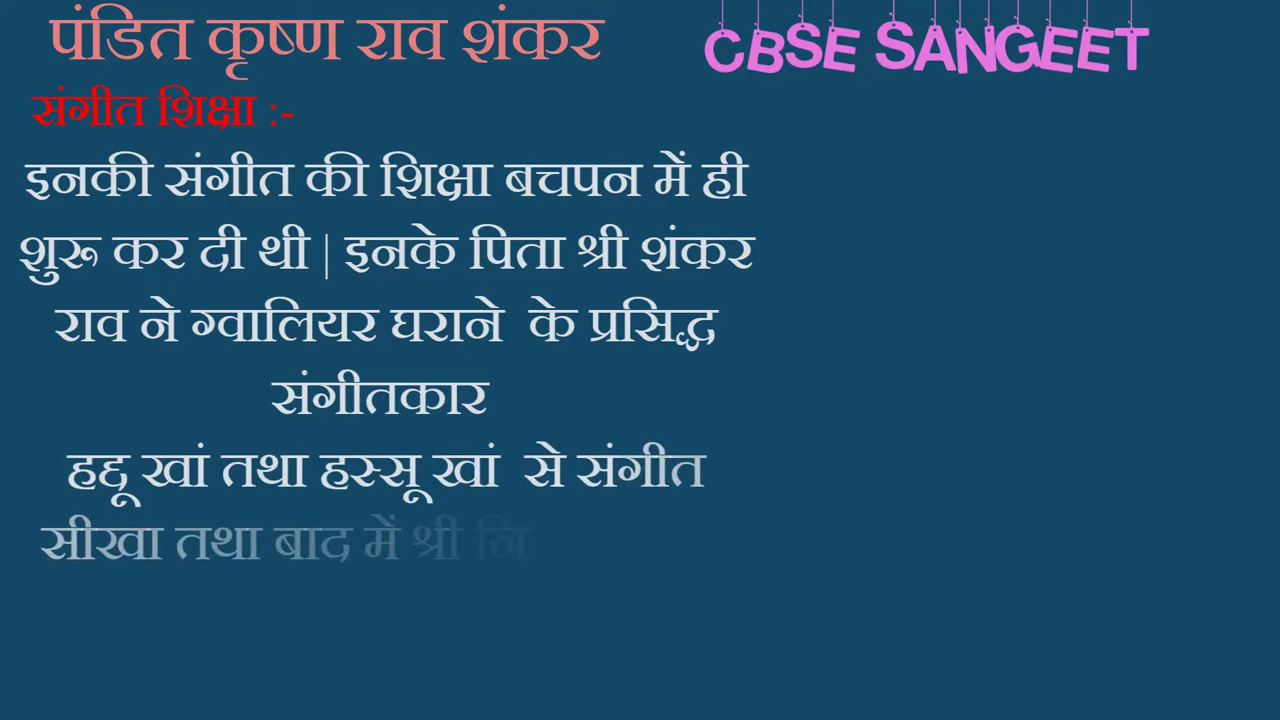 पंडित कृष्ण राव शंकर
CBSE SANGEET
संगीत शिक्षा :-
इनकी संगीत की शिक्षा बचपन में ही
शुरू कर दी थी | इनके पिता श्री शंकर
राव ने ग्वालियर घराने के प्रसिद्ध
संगीतकार
हद्दू खां तथा हस्सू खां से संगीत
सीखा तथा बाद में श्री